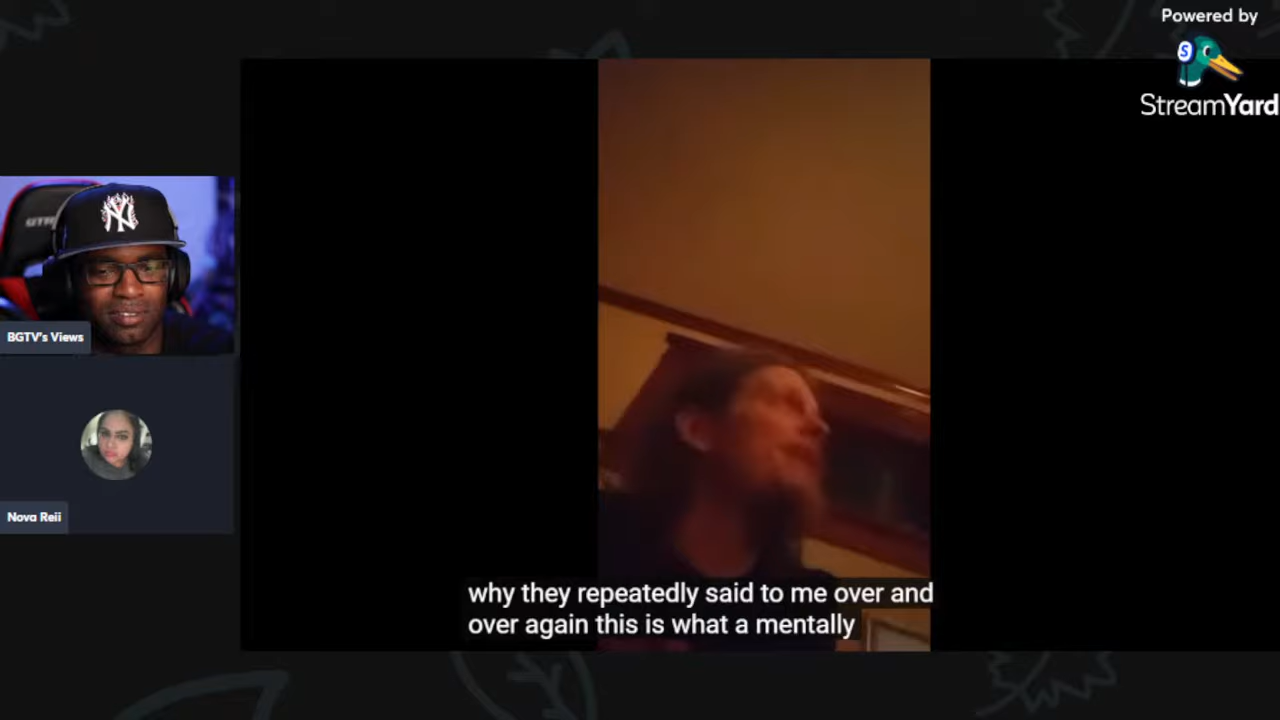 Powered by
StreamYard
NY
BGTV's Views
Nova Reii
why they repeatedly said to me over and
over again this is what a mentally